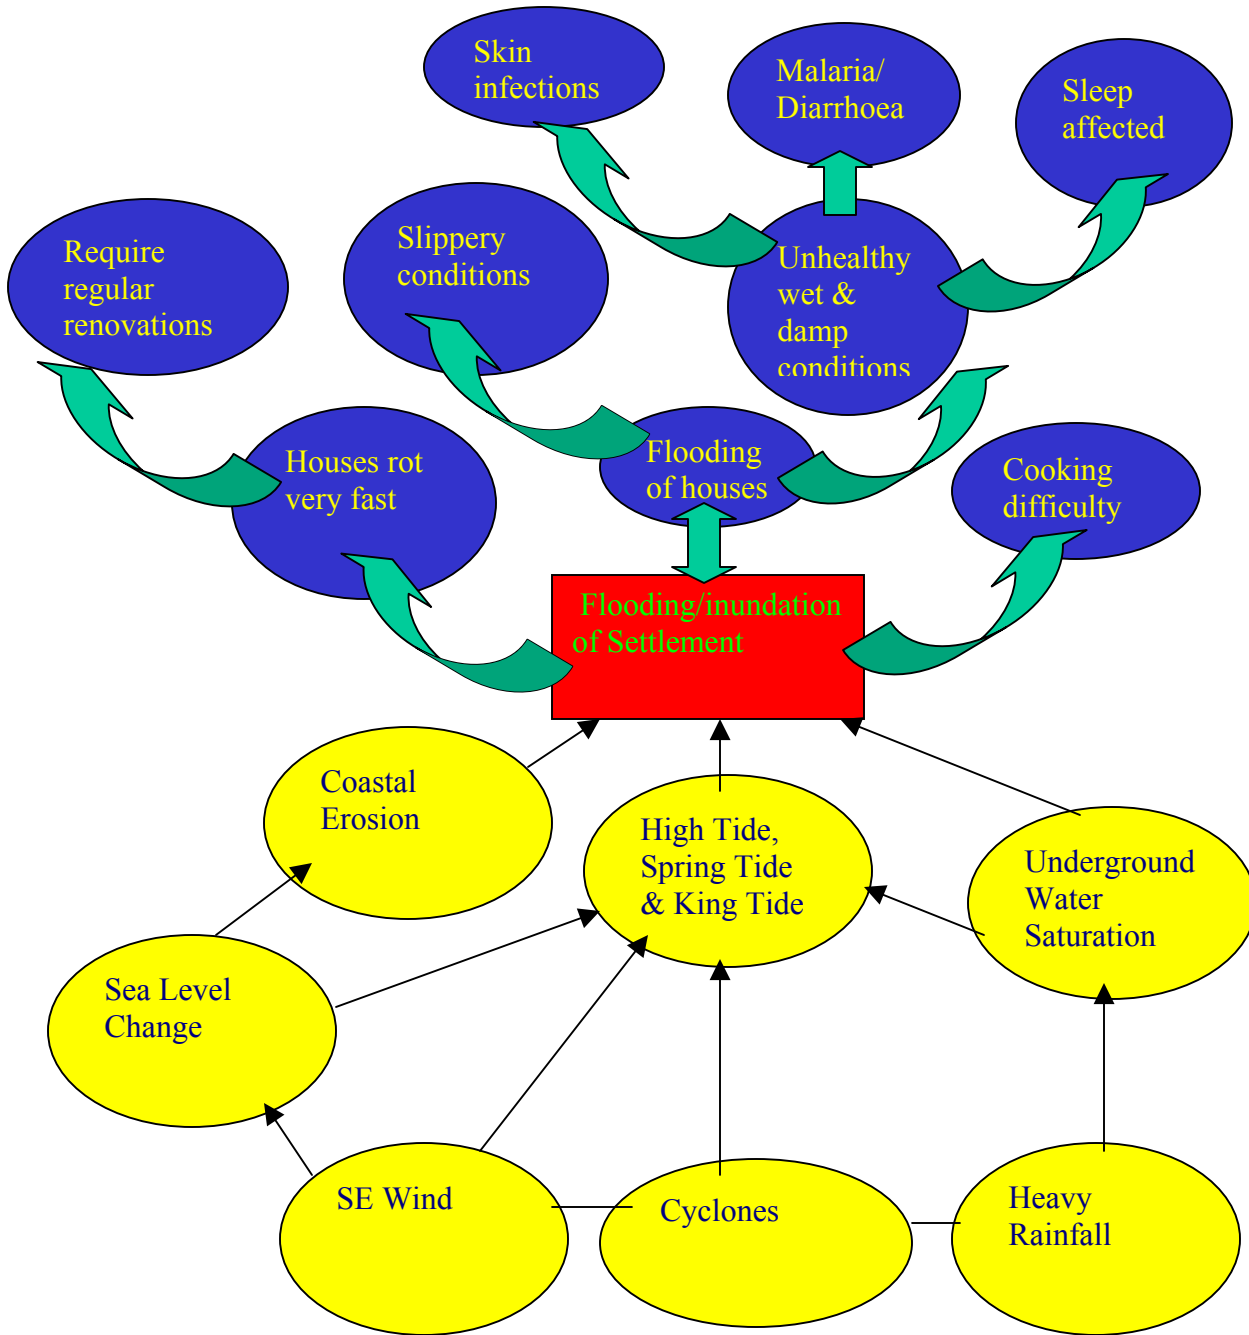 Skin
infections
Malaria/
Diarrhoea
Sleep
affected
Require
regular
renovations
Slippery
conditions
Unhealthy
wet &
damp
conditions
Houses rot
very fast
Flooding
of houses
Cooking
difficulty
Flooding/inundation
of Settlement
Coastal
Erosion
High Tide,
Spring Tide
& King Tide
Underground
Water
Saturation
Sea Level
Change
SE Wind
Cyclones
Heavy
Rainfall